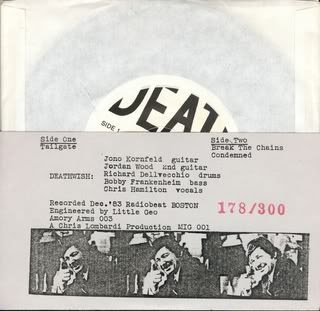 DEAT
SIDE 1
Side One
Tailgate
Side Two
Break The Chains
Condemned
Jono Kornfeld guitar
Jordan Wood 2nd guitar
DEATHWISH: Richard Dellvecchio drums
Bobby Frankenheim bass
Chris Hamilton vocals
Recorded Dec.'83 Radiobeat BOSTON
Engineered by Little Geo
Amory Arms 003
A Chris Lombardi Production MIG 001
178/300